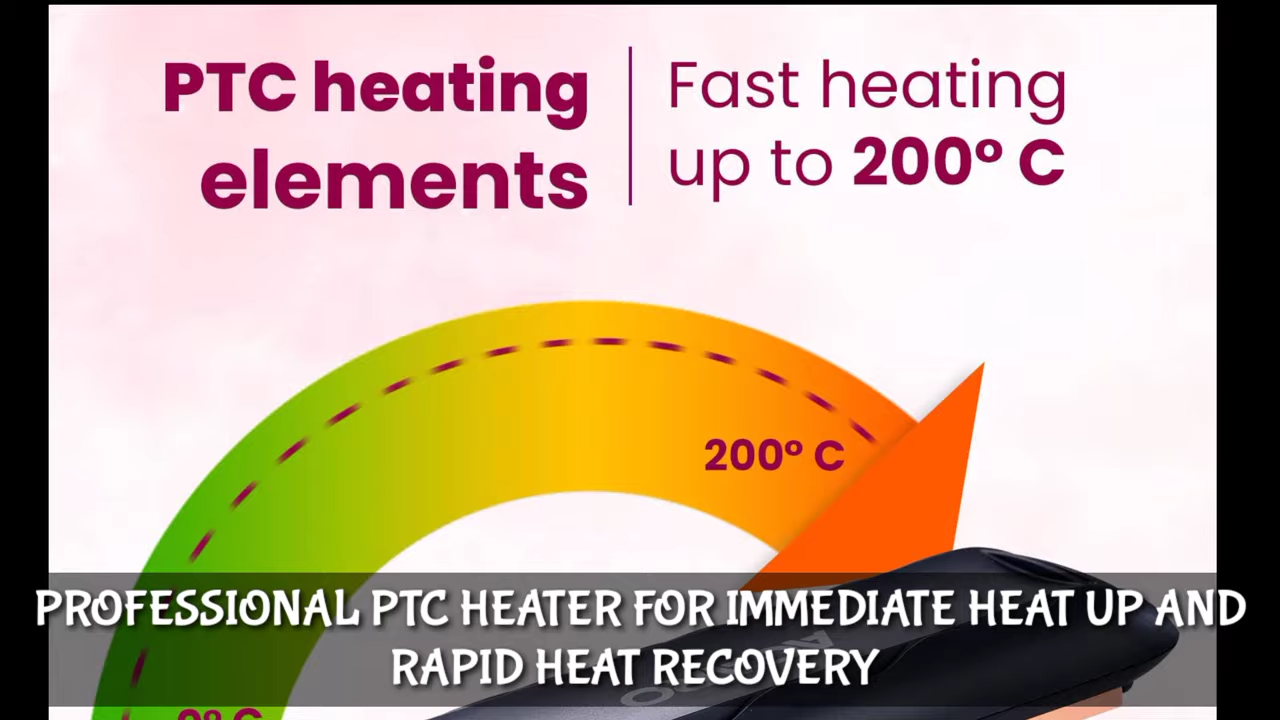 PTC heating
elements
Fast heating
up to 200° C
200° C
PROFESSIONAL PTC HEATER FOR IMMEDIATE HEAT UP AND
RAPID HEAT RECOVERY
0° C